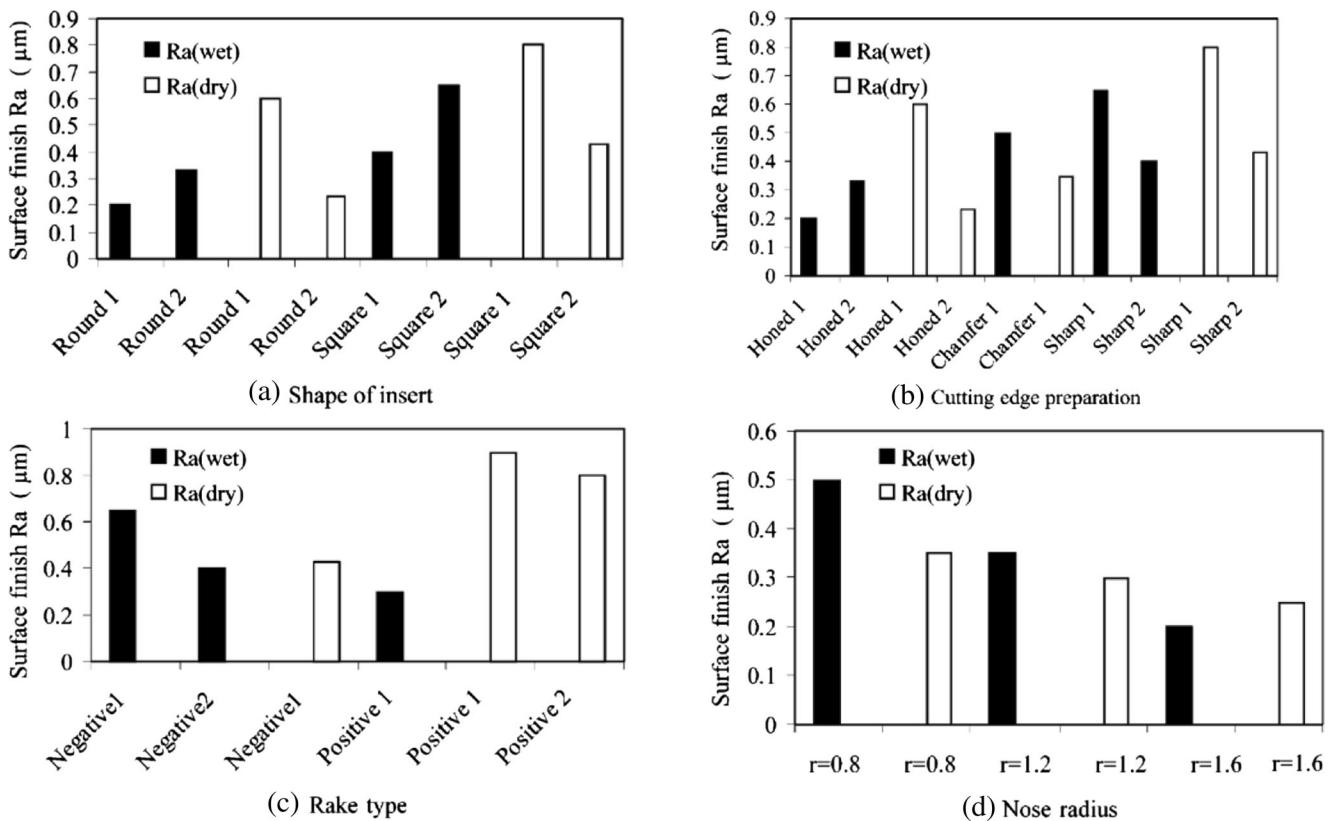 Surface finish Ra ( μm)
0.9
0.8
0.7
0.6
0.5
0.4
0.3
0.2
0.1
0
Ra(wet)
Ra(dry)
Round 1
Round 2
Round 1
Round 2
Square 1
Square 2
Square 1
Square 2
(a) Shape of insert
Surface finish Ra ( μm)
0.9
0.8
0.7
0.6
0.5
0.4
0.3
0.2
0.1
0
Ra(wet)
Ra(dry)
Honed 1
Honed 2
Honed 1
Honed 2
Chamfer 1
Chamfer 1
Sharp 1
Sharp 2
Sharp 1
Sharp 2
(b) Cutting edge preparation
Surface finish Ra ( μm)
1
0.8
0.6
0.4
0.2
0
Ra(wet)
Ra(dry)
Negative1
Negative2
Negative1
Positive 1
Positive 1
Positive 2
(c) Rake type
Surface finish Ra ( μm)
0.6
0.5
0.4
0.3
0.2
0.1
0
Ra(wet)
Ra(dry)
r=0.8
r=0.8
r=1.2
r=1.2
r=1.6
r=1.6
(d) Nose radius